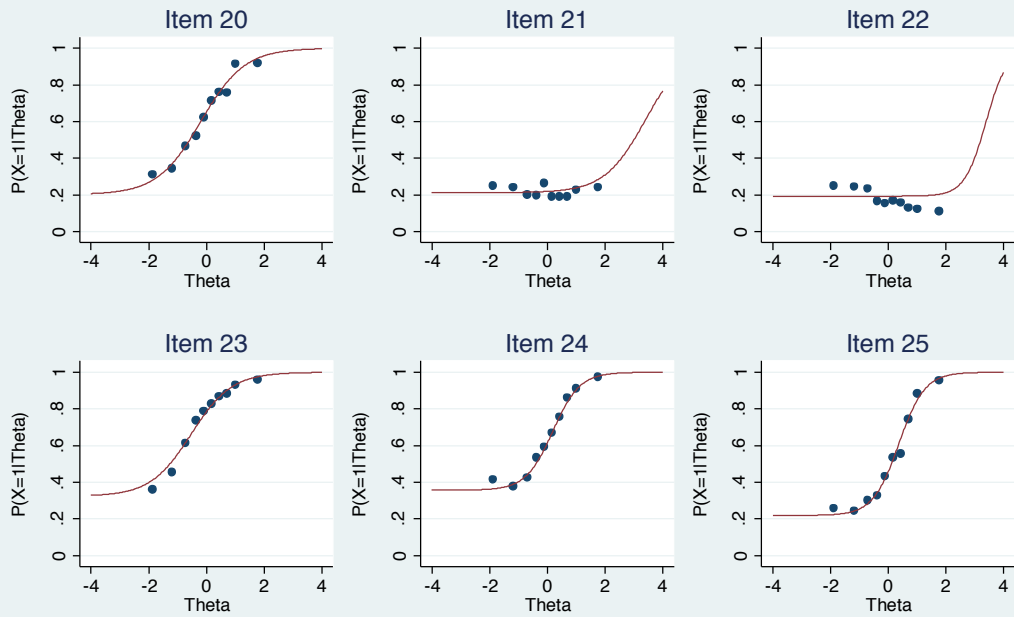 Item 20
P(X=1|Theta)
0 .2 .4 .6 .8 1
-4 -2 0 2 4
Theta
Item 21
P(X=1|Theta)
0 .2 .4 .6 .8 1
-4 -2 0 2 4
Theta
Item 22
P(X=1|Theta)
0 .2 .4 .6 .8 1
-4 -2 0 2 4
Theta
Item 23
P(X=1|Theta)
0 .2 .4 .6 .8 1
-4 -2 0 2 4
Theta
Item 24
P(X=1|Theta)
0 .2 .4 .6 .8 1
-4 -2 0 2 4
Theta
Item 25
P(X=1|Theta)
0 .2 .4 .6 .8 1
-4 -2 0 2 4
Theta